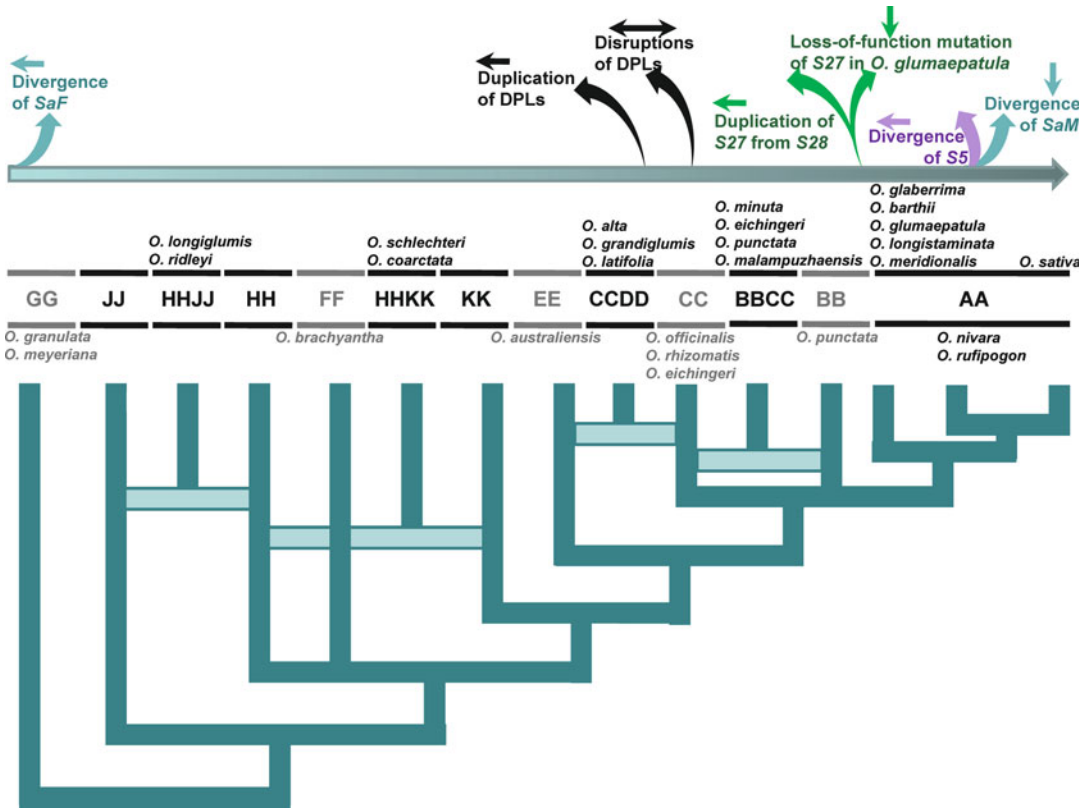 Divergence
of SaF
Duplication
of DPLs
Disruptions
of DPLs
Loss-of-function mutation
of S27 in O. glumaepatula
Duplication of
S27 from S28
Divergence
of S5
Divergence
of SaM
O. longiglumis
O. ridleyi
O. schlechteri
O. coarctata
O. alta
O. grandiglumis
O. latifolia
O. minuta
O. eichingeri
O. punctata
O. malampuzhaensis
O. glaberrima
O. barthii
O. glumaepatula
O. longistaminata
O. meridionalis
O. sativa
GG JJ HHJJ HH FF HHKK KK EE CCDD CC BBCC BB AA
O. granulata
O. meyeriana
O. brachyantha
O. australiensis
O. officinalis
O. rhizomatis
O. eichingeri
O. punctata
O. nivara
O. rufipogon